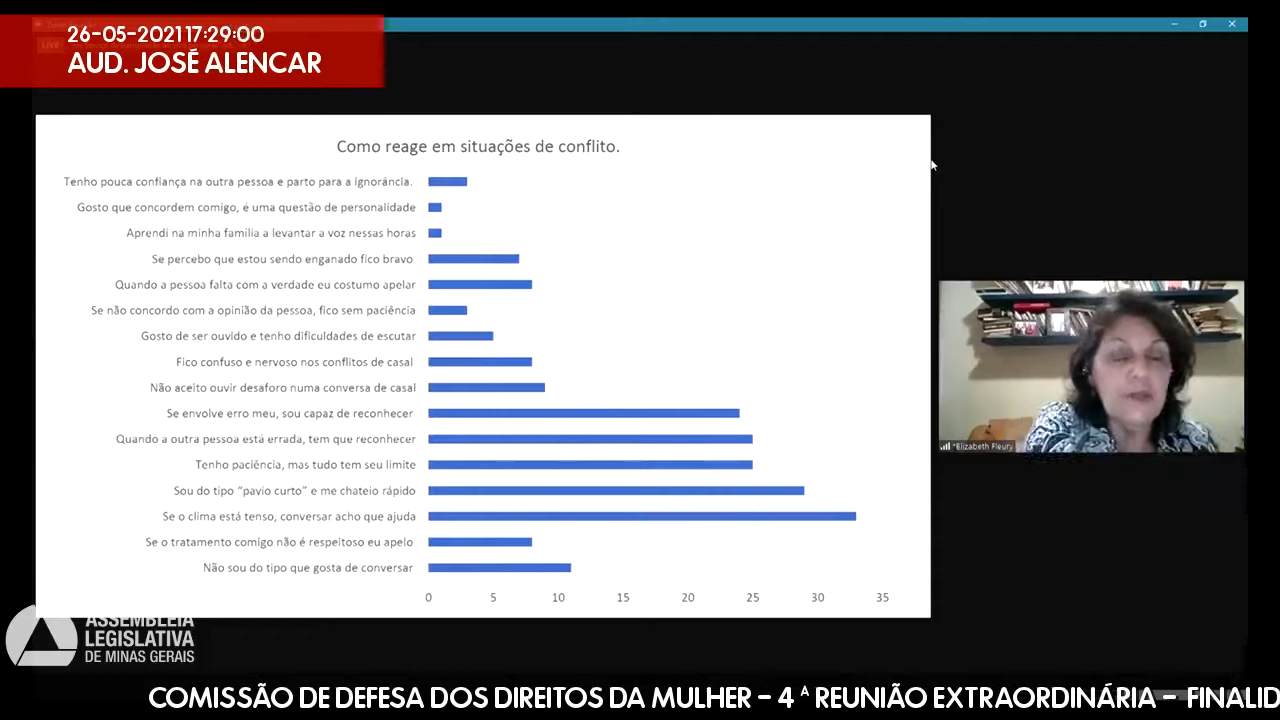 26-05-2021 17:29:00
AUD. JOSÉ ALENCAR
LIVE
Como reage em situações de conflito.
Tenho pouca confiança na outra pessoa e parto para a ignorância.
Gosto que concordem comigo, é uma questão de personalidade
Aprendi na minha família a levantar a voz nessas horas
Se percebo que estou sendo enganado fico bravo
Quando a pessoa falta com a verdade eu costumo apelar
Se não concordo com a opinião da pessoa, fico sem paciência
Gosto de ser ouvido e tenho dificuldades de escutar
Fico confuso e nervoso nos conflitos de casal
Não aceito ouvir desaforo numa conversa de casal
Se envolve erro meu, sou capaz de reconhecer
Quando a outra pessoa está errada, tem que reconhecer
Tenho paciência, mas tudo tem seu limite
Sou do tipo "pavio curto" e me chateio rápido
Se o clima está tenso, conversar acho que ajuda
Se o tratamento comigo não é respeitoso eu apelo
Não sou do tipo que gosta de conversar
0 5 10 15 20 25 30 35
*Elizabeth Fleury
ASSEMBLEIA
LEGISLATIVA
DE MINAS GERAIS
COMISSÃO DE DEFESA DOS DIREITOS DA MULHER - 4 ª REUNIÃO EXTRAORDINÁRIA - FINALID